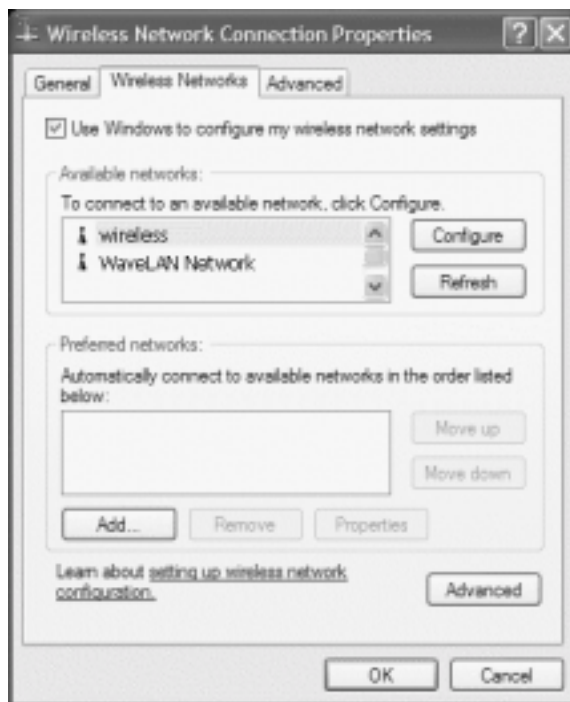 Wireless Network Connection Properties
General Wireless Networks Advanced
Use Windows to configure my wireless network settings
Available networks:
To connect to an available network, click Configure.
wireless
WaveLAN Network
Configure
Refresh
Preferred networks:
Automatically connect to available networks in the order listed
below:
Move up
Move down
Add... Remove Properties
Learn about setting up wireless network
configuration.
Advanced
OK Cancel